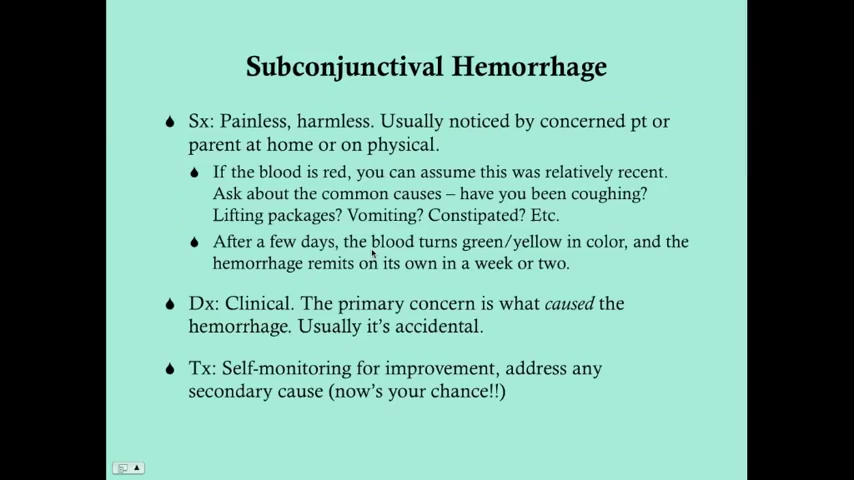 Subconjunctival Hemorrhage
Sx: Painless, harmless. Usually noticed by concerned pt or
parent at home or on physical.
If the blood is red, you can assume this was relatively recent.
Ask about the common causes – have you been coughing?
Lifting packages? Vomiting? Constipated? Etc.
After a few days, the blood turns green/yellow in color, and the
hemorrhage remits on its own in a week or two.
Dx: Clinical. The primary concern is what caused the
hemorrhage. Usually it's accidental.
Tx: Self-monitoring for improvement, address any
secondary cause (now's your chance!!)